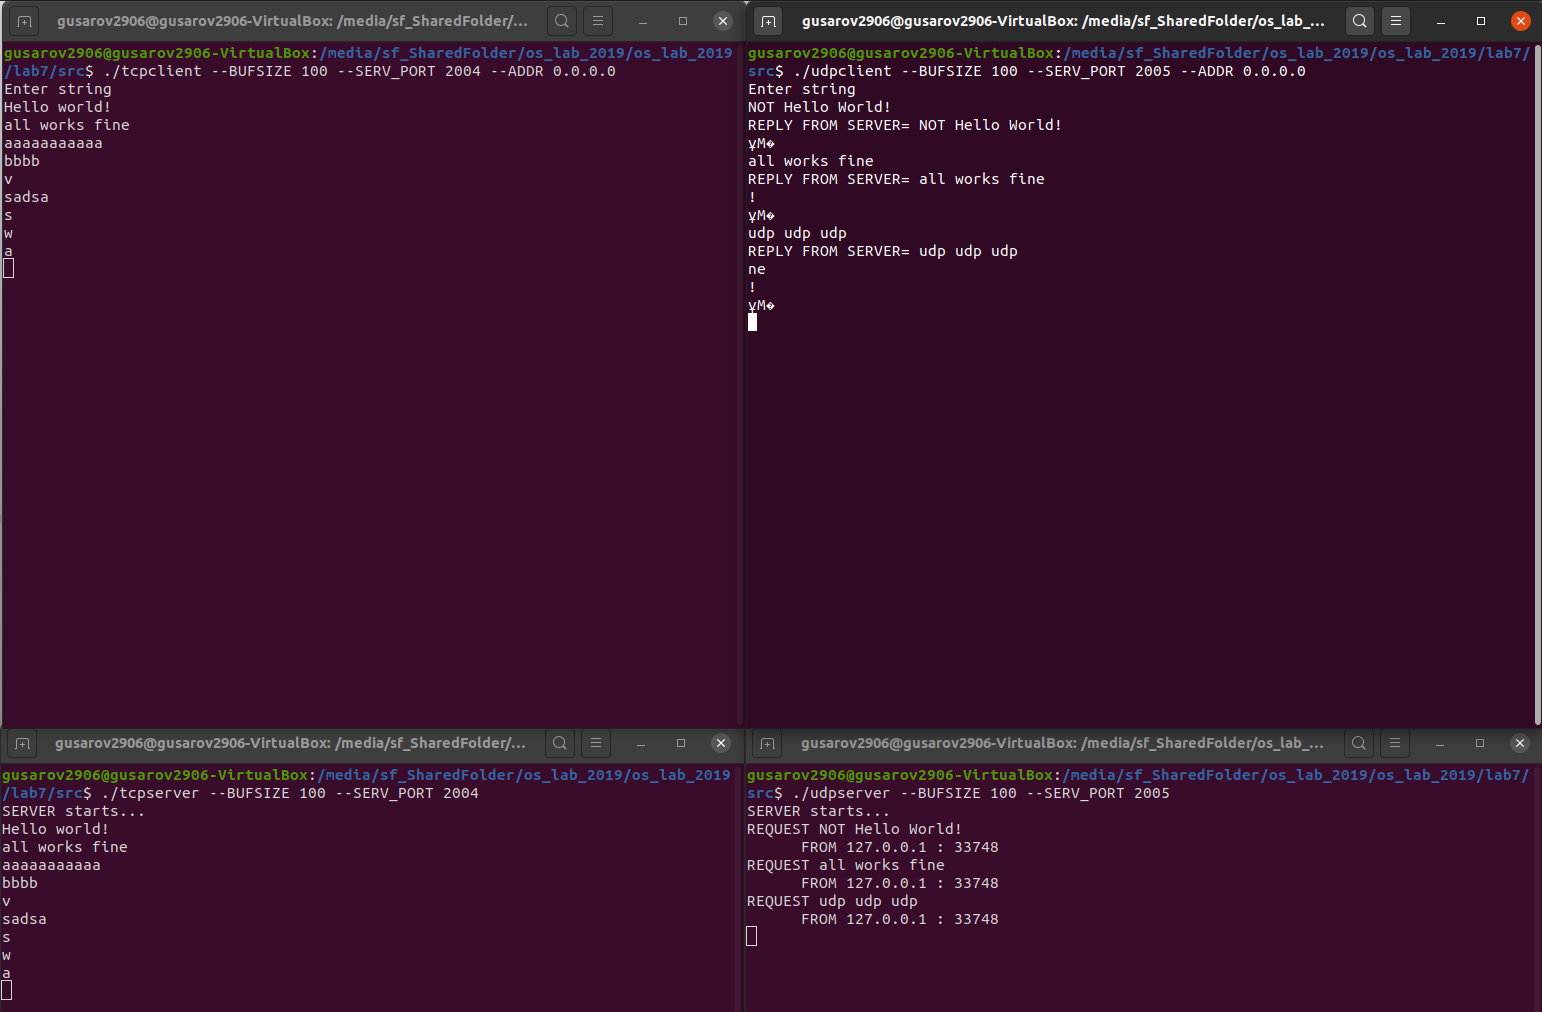 gusarov2906@gusarov2906-VirtualBox: /media/sf_SharedFolder/...
gusarov2906@gusarov2906-VirtualBox:/media/sf_SharedFolder/os_lab_2019/os_lab_2019
/lab7/src$ ./tcpclient --BUFSIZE 100 --SERV_PORT 2004 --ADDR 0.0.0.0
Enter string
Hello world!
all works fine
aaaaaaaaaaa
bbbb
v
sadsa
s
w
a
gusarov2906@gusarov2906-VirtualBox: /media/sf_SharedFolder/os_lab_...
gusarov2906@gusarov2906-VirtualBox:/media/sf_SharedFolder/os_lab_2019/os_lab_2019/lab7/
src$ ./udpclient --BUFSIZE 100 --SERV_PORT 2005 --ADDR 0.0.0.0
Enter string
NOT Hello World!
REPLY FROM SERVER= NOT Hello World!
M�
all works fine
REPLY FROM SERVER= all works fine
!
M�
udp udp udp
REPLY FROM SERVER= udp udp udp
ne
!
M�
gusarov2906@gusarov2906-VirtualBox: /media/sf_SharedFolder/...
gusarov2906@gusarov2906-VirtualBox:/media/sf_SharedFolder/os_lab_2019/os_lab_2019
/lab7/src$ ./tcpserver --BUFSIZE 100 --SERV_PORT 2004
SERVER starts...
Hello world!
all works fine
aaaaaaaaaaa
bbbb
v
sadsa
s
w
a
gusarov2906@gusarov2906-VirtualBox: /media/sf_SharedFolder/os_lab_...
gusarov2906@gusarov2906-VirtualBox:/media/sf_SharedFolder/os_lab_2019/os_lab_2019/lab7/
src$ ./udpserver --BUFSIZE 100 --SERV_PORT 2005
SERVER starts...
REQUEST NOT Hello World!
FROM 127.0.0.1 : 33748
REQUEST all works fine
FROM 127.0.0.1 : 33748
REQUEST udp udp udp
FROM 127.0.0.1 : 33748